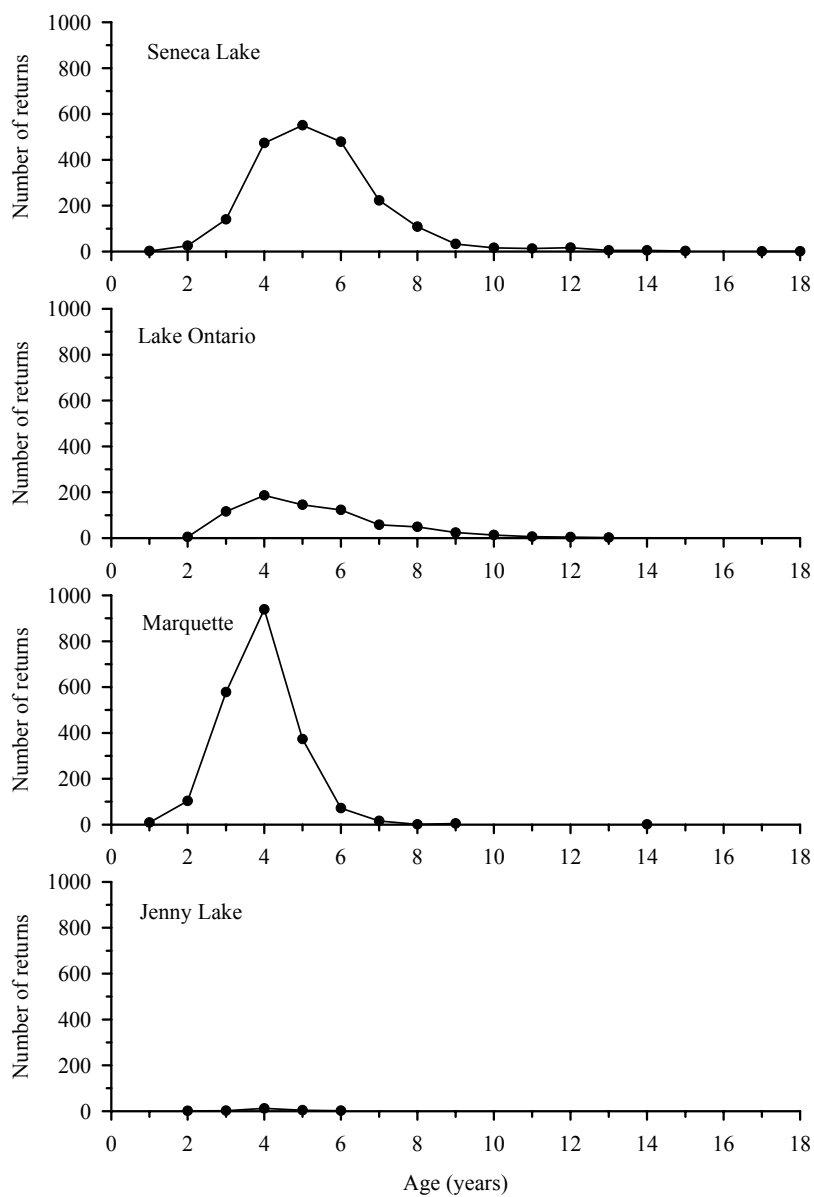 1000
800
600
400
200
0
Number of returns
Seneca Lake
0 2 4 6 8 10 12 14 16 18
1000
800
600
400
200
0
Number of returns
Lake Ontario
0 2 4 6 8 10 12 14 16 18
1000
800
600
400
200
0
Number of returns
Marquette
0 2 4 6 8 10 12 14 16 18
1000
800
600
400
200
0
Number of returns
Jenny Lake
0 2 4 6 8 10 12 14 16 18
Age (years)